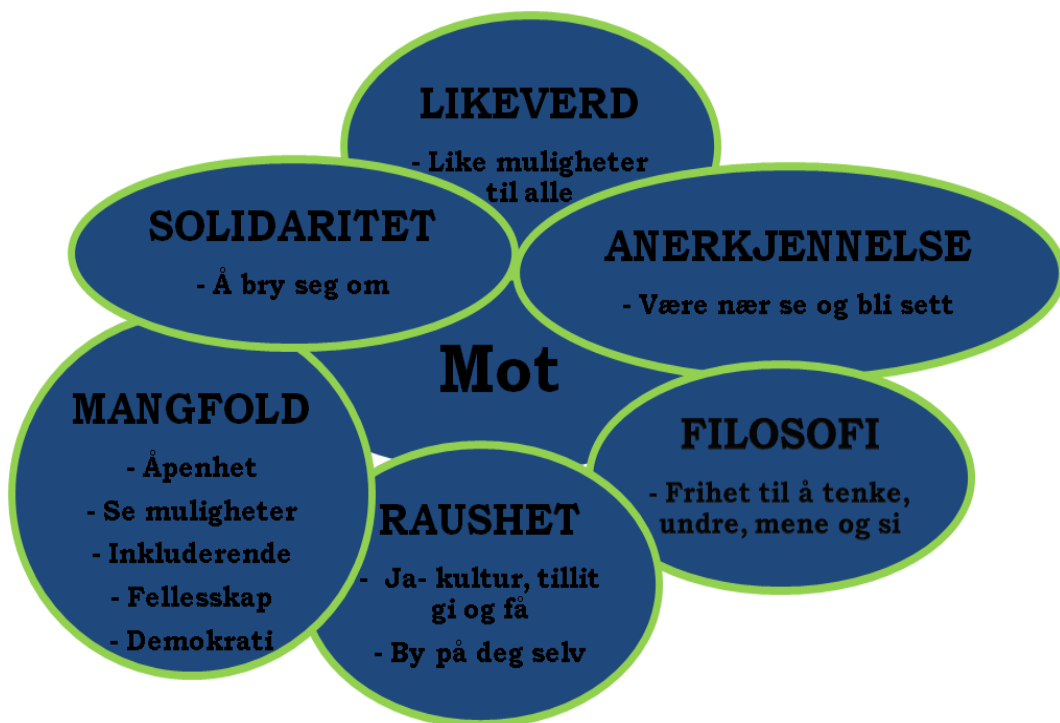 LIKEVERD
- Like muligheter
til alle
SOLIDARITET
- Å bry seg om
ANERKJENNELSE
- Være nær se og bli sett
Mot
MANGFOLD
- Åpenhet
- Se muligheter
- Inkluderende
- Fellesskap
- Demokrati
RAUSHET
- Ja- kultur, tillit
gi og få
- By på deg selv
FILOSOFI
- Frihet til å tenke,
undre, mene og si